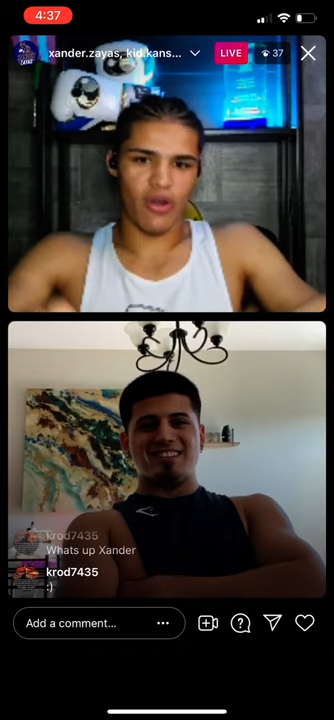 4:37
xander.zayas, kid.kans...
LIVE
37
krod7435
Whats up Xander
krod7435
:)
Add a comment...